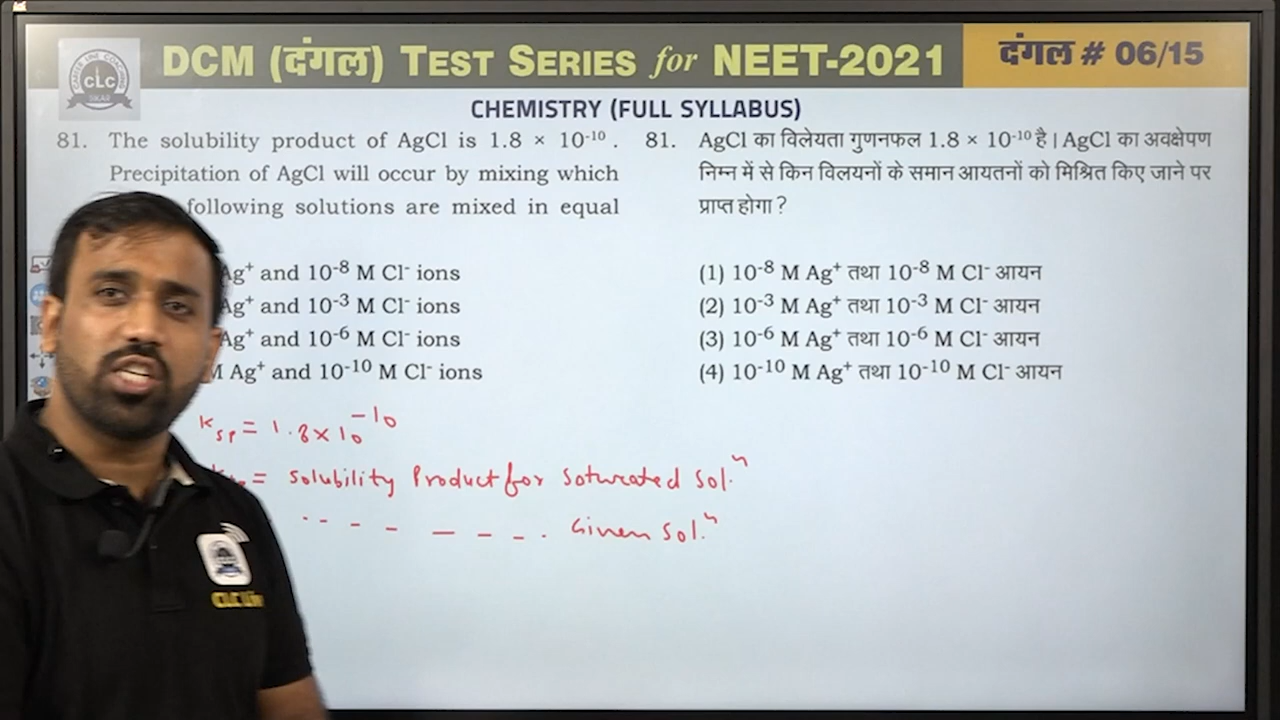 DCM (दंगल) TEST SERIES for NEET-2021
दंगल # 06/15
CLC
SIKAR
CHEMISTRY (FULL SYLLABUS)
81. The solubility product of AgCl is 1.8 × 10⁻¹⁰ .
Precipitation of AgCl will occur by mixing which
following solutions are mixed in equal
Ag⁺ and 10⁻⁸ M Cl⁻ ions
Ag⁺ and 10⁻³ M Cl⁻ ions
Ag⁺ and 10⁻⁶ M Cl⁻ ions
M Ag⁺ and 10⁻¹⁰ M Cl⁻ ions
81. AgCl का विलेयता गुणनफल 1.8 × 10⁻¹⁰ है। AgCl का अवक्षेपण
निम्न में से किन विलयनों के समान आयतनों को मिश्रित किए जाने पर
प्राप्त होगा ?
(1) 10⁻⁸ M Ag⁺ तथा 10⁻⁸ M Cl⁻ आयन
(2) 10⁻³ M Ag⁺ तथा 10⁻³ M Cl⁻ आयन
(3) 10⁻⁶ M Ag⁺ तथा 10⁻⁶ M Cl⁻ आयन
(4) 10⁻¹⁰ M Ag⁺ तथा 10⁻¹⁰ M Cl⁻ आयन
Ksp = 1.8×10⁻¹⁰
= Solubility Product for Saturated Solⁿ.
Given Solⁿ.